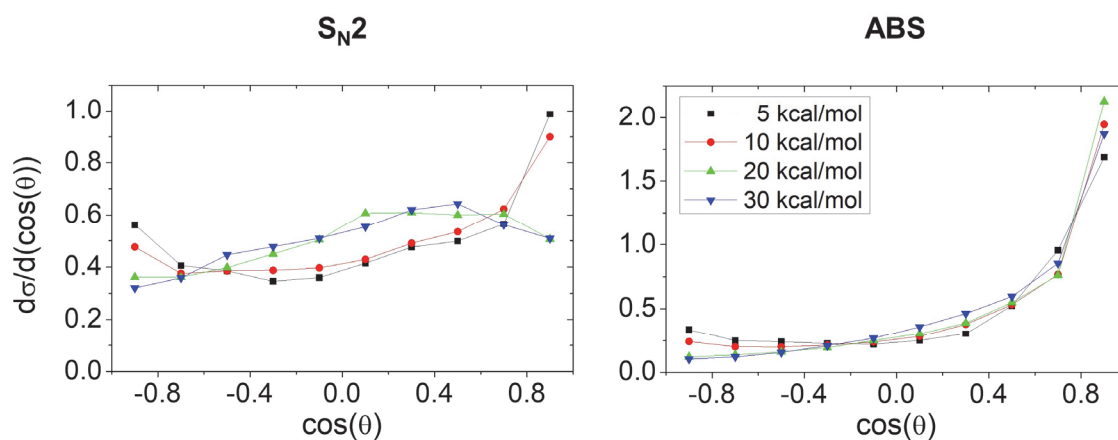 S_N2
ABS
dσ/d(cos(θ))
1.0
0.8
0.6
0.4
0.2
0.0
-0.8 -0.4 0.0 0.4 0.8
cos(θ)
2.0
1.5
1.0
0.5
0.0
5 kcal/mol
10 kcal/mol
20 kcal/mol
30 kcal/mol
-0.8 -0.4 0.0 0.4 0.8
cos(θ)